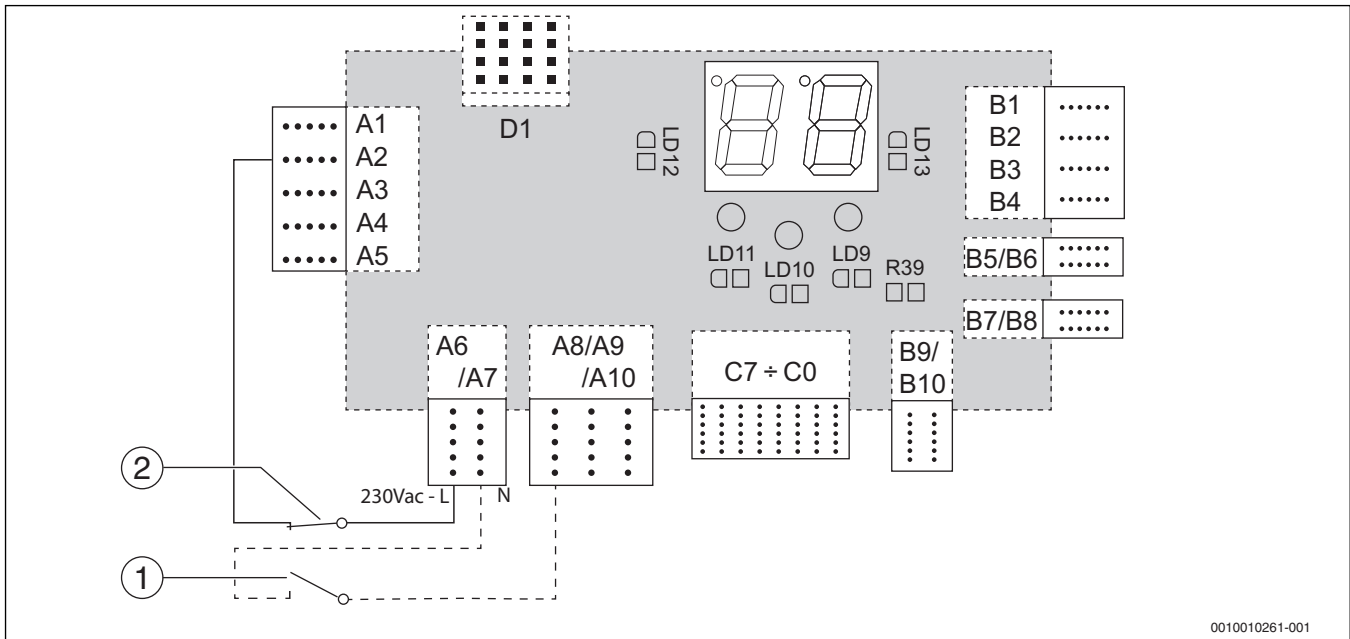 D1
A1
A2
A3
A4
A5
LD12
LD13
B1
B2
B3
B4
LD11
LD10
LD9
R39
B5/B6
B7/B8
A6
/A7
A8/A9
/A10
C7 ÷ C0
B9/
B10
2
230Vac - L
N
1
0010010261-001